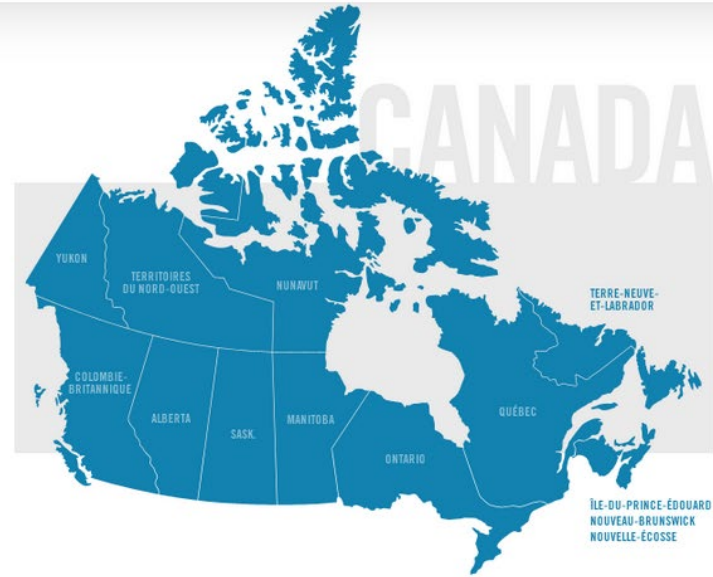 CANADA
YUKON
TERRITOIRES
DU NORD-OUEST
NUNAVUT
TERRE-NEUVE-
ET-LABRADOR
COLOMBIE-
BRITANNIQUE
ALBERTA
SASK.
MANITOBA
ONTARIO
QUÉBEC
ÎLE-DU-PRINCE-ÉDOUARD
NOUVEAU-BRUNSWICK
NOUVELLE-ÉCOSSE